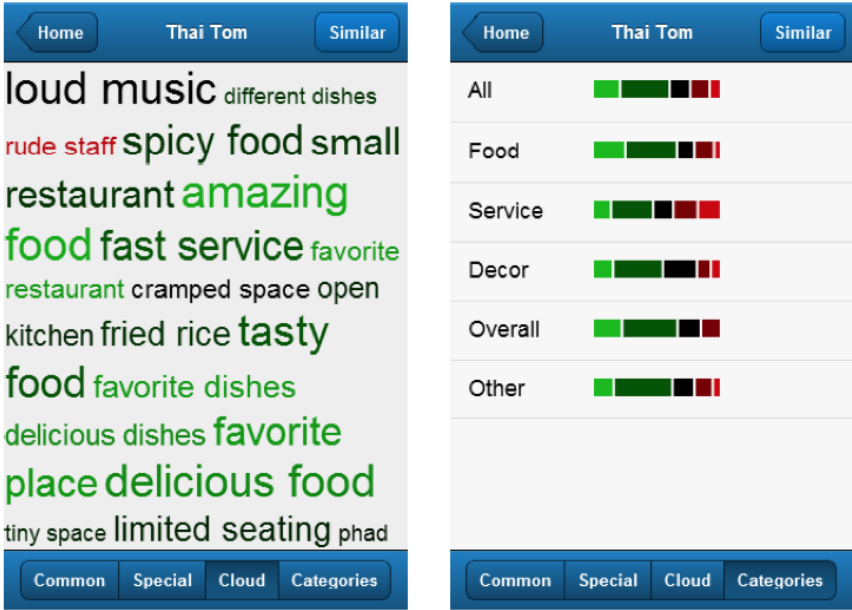 Home Thai Tom Similar
loud music different dishes
rude staff spicy food small
restaurant amazing
food fast service favorite
restaurant cramped space open
kitchen fried rice tasty
food favorite dishes
delicious dishes favorite
place delicious food
tiny space limited seating phad
Common Special Cloud Categories
Home Thai Tom Similar
All
Food
Service
Decor
Overall
Other
Common Special Cloud Categories